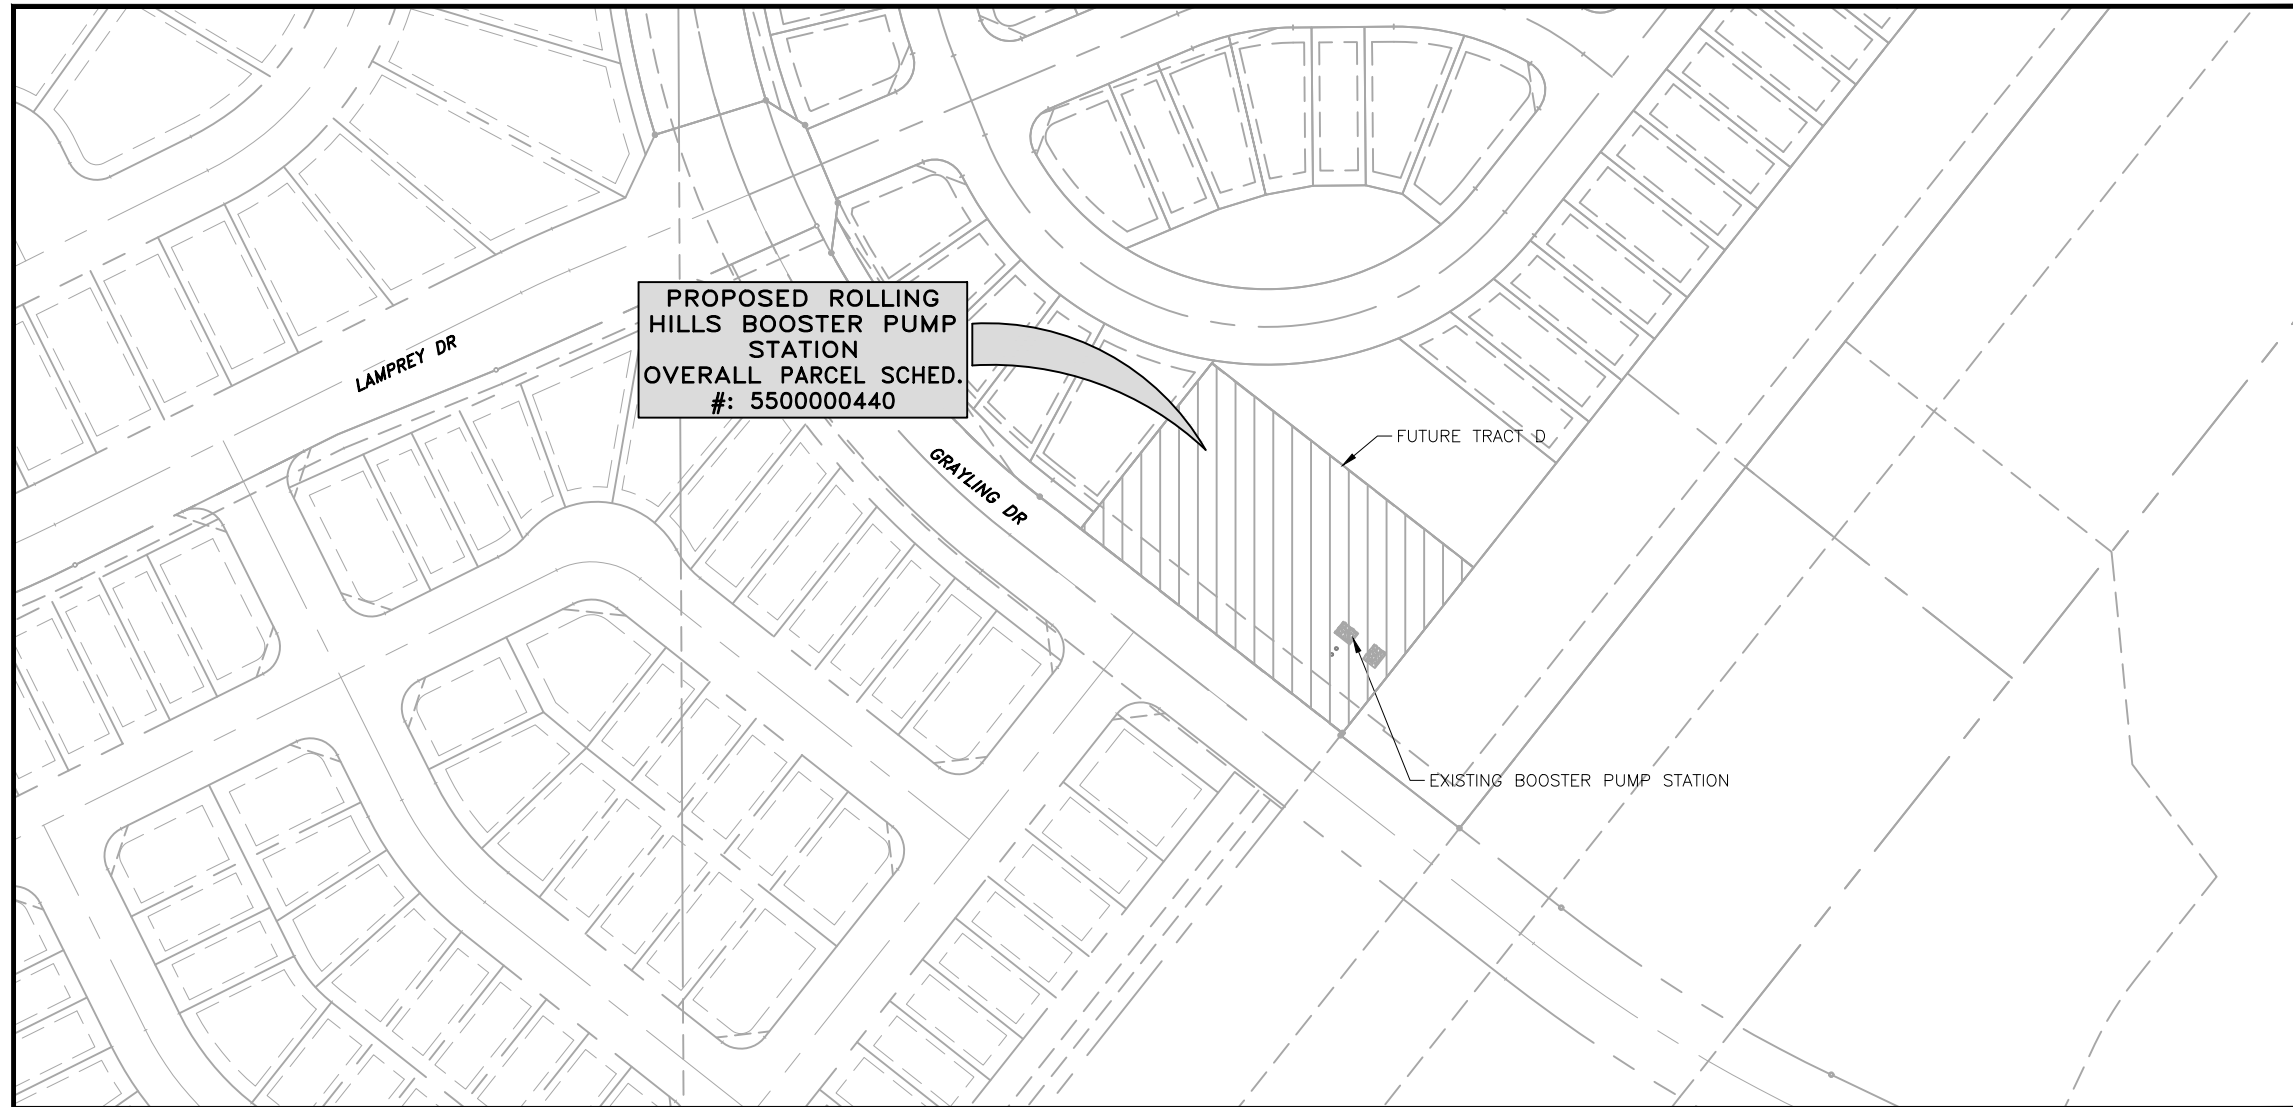 PROPOSED ROLLING
HILLS BOOSTER PUMP
STATION
OVERALL PARCEL SCHED.
#: 5500000440
LAMPREY DR
GRAYLING DR
FUTURE TRACT D
EXISTING BOOSTER PUMP STATION